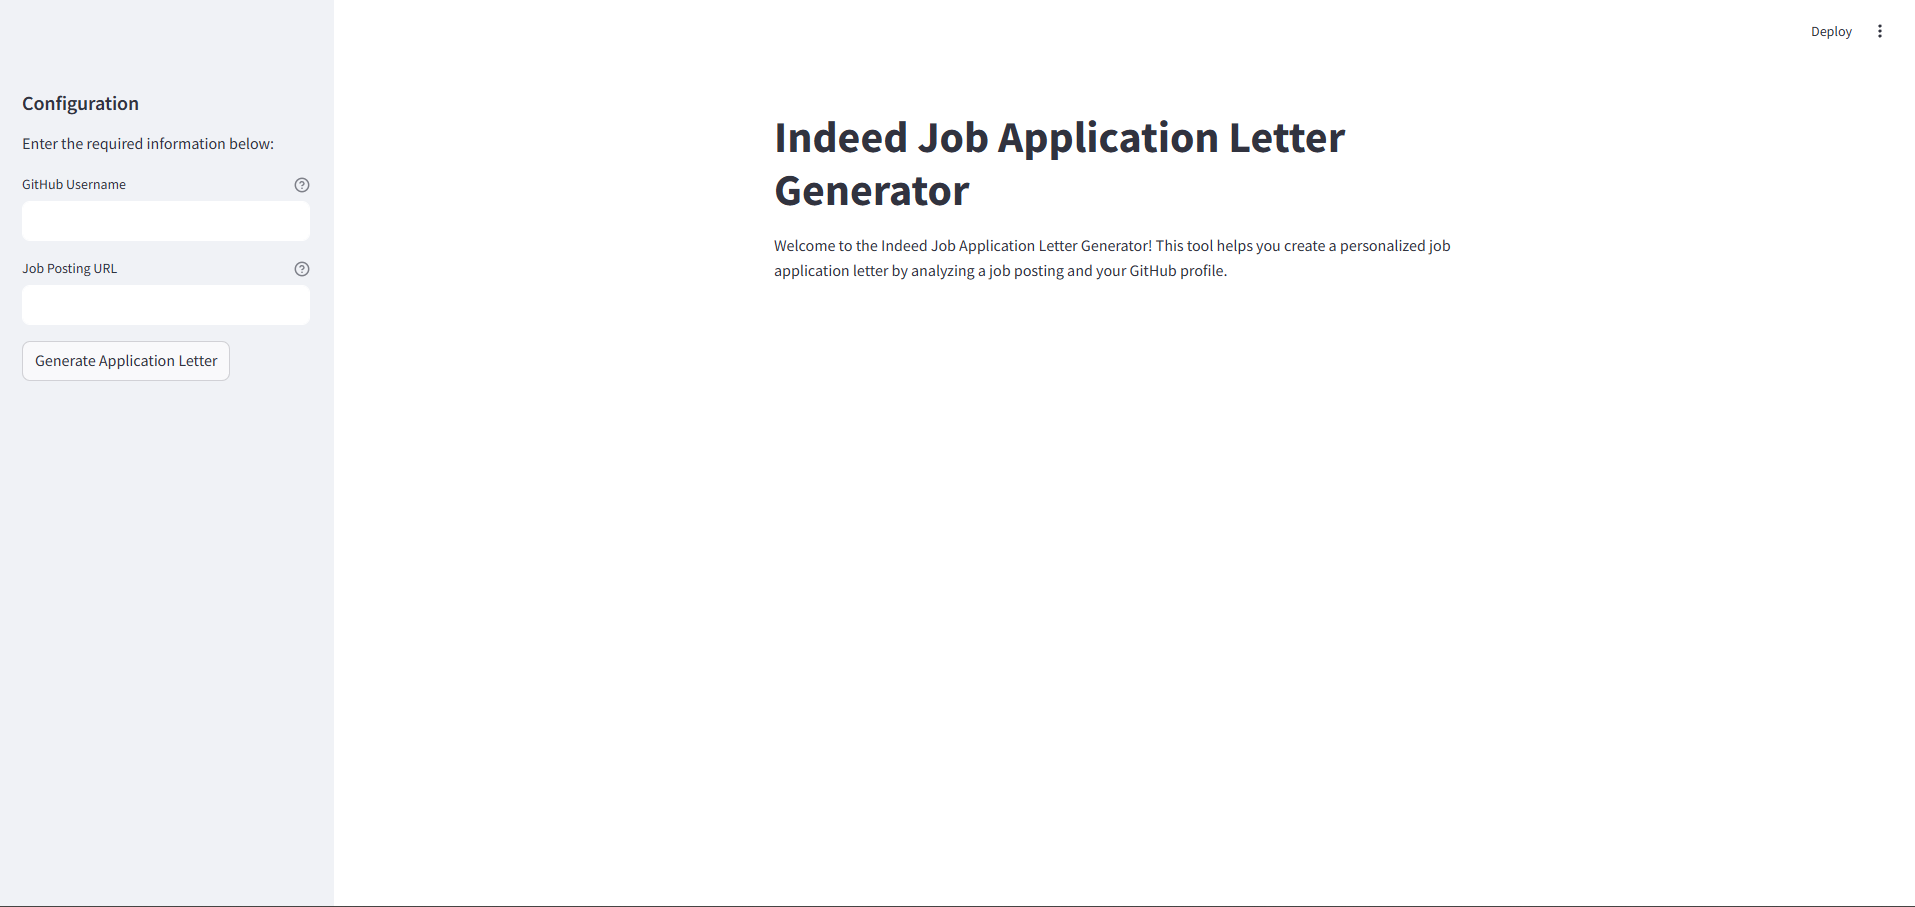 Deploy
Configuration
Enter the required information below:
GitHub Username
Job Posting URL
Generate Application Letter
Indeed Job Application Letter
Generator
Welcome to the Indeed Job Application Letter Generator! This tool helps you create a personalized job
application letter by analyzing a job posting and your GitHub profile.